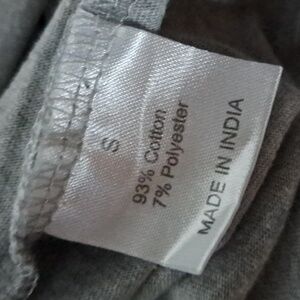 S
93% Cotton
7% Polyester
MADE IN INDIA